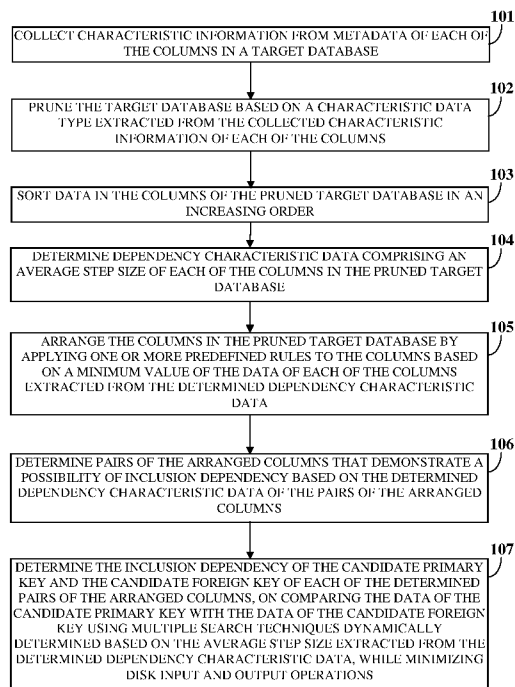 101
COLLECT CHARACTERISTIC INFORMATION FROM METADATA OF EACH OF
THE COLUMNS IN A TARGET DATABASE
102
PRUNE THE TARGET DATABASE BASED ON A CHARACTERISTIC DATA
TYPE EXTRACTED FROM THE COLLECTED CHARACTERISTIC
INFORMATION OF EACH OF THE COLUMNS
103
SORT DATA IN THE COLUMNS OF THE PRUNED TARGET DATABASE IN AN
INCREASING ORDER
104
DETERMINE DEPENDENCY CHARACTERISTIC DATA COMPRISING AN
AVERAGE STEP SIZE OF EACH OF THE COLUMNS IN THE PRUNED TARGET
DATABASE
105
ARRANGE THE COLUMNS IN THE PRUNED TARGET DATABASE BY
APPLYING ONE OR MORE PREDEFINED RULES TO THE COLUMNS BASED
ON A MINIMUM VALUE OF THE DATA OF EACH OF THE COLUMNS
EXTRACTED FROM THE DETERMINED DEPENDENCY CHARACTERISTIC
DATA
106
DETERMINE PAIRS OF THE ARRANGED COLUMNS THAT DEMONSTRATE A
POSSIBILITY OF INCLUSION DEPENDENCY BASED ON THE DETERMINED
DEPENDENCY CHARACTERISTIC DATA OF THE PAIRS OF THE ARRANGED
COLUMNS
107
DETERMINE THE INCLUSION DEPENDENCY OF THE CANDIDATE PRIMARY
KEY AND THE CANDIDATE FOREIGN KEY OF EACH OF THE DETERMINED
PAIRS OF THE ARRANGED COLUMNS, ON COMPARING THE DATA OF THE
CANDIDATE PRIMARY KEY WITH THE DATA OF THE CANDIDATE FOREIGN
KEY USING MULTIPLE SEARCH TECHNIQUES DYNAMICALLY
DETERMINED BASED ON THE AVERAGE STEP SIZE EXTRACTED FROM THE
DETERMINED DEPENDENCY CHARACTERISTIC DATA, WHILE MINIMIZING
DISK INPUT AND OUTPUT OPERATIONS